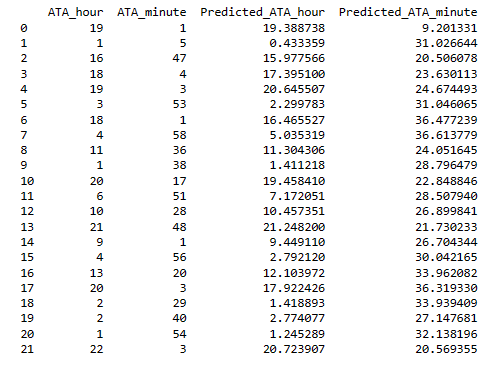 ATA_hour ATA_minute Predicted_ATA_hour Predicted_ATA_minute
0 19 1 19.388738 9.201331
1 1 5 0.433359 31.026644
2 16 47 15.977566 20.506078
3 18 4 17.395100 23.630113
4 19 3 20.645507 24.674493
5 3 53 2.299783 31.046065
6 18 1 16.465527 36.477239
7 4 58 5.035319 36.613779
8 11 36 11.304306 24.051645
9 1 38 1.411218 28.796479
10 20 17 19.458410 22.848846
11 6 51 7.172051 28.507940
12 10 28 10.457351 26.899841
13 21 48 21.248200 21.730233
14 9 1 9.449110 26.704344
15 4 56 2.792120 30.042165
16 13 20 12.103972 33.962082
17 20 3 17.922426 36.319330
18 2 29 1.418893 33.939409
19 2 40 2.774077 27.147681
20 1 54 1.245289 32.138196
21 22 3 20.723907 20.569355